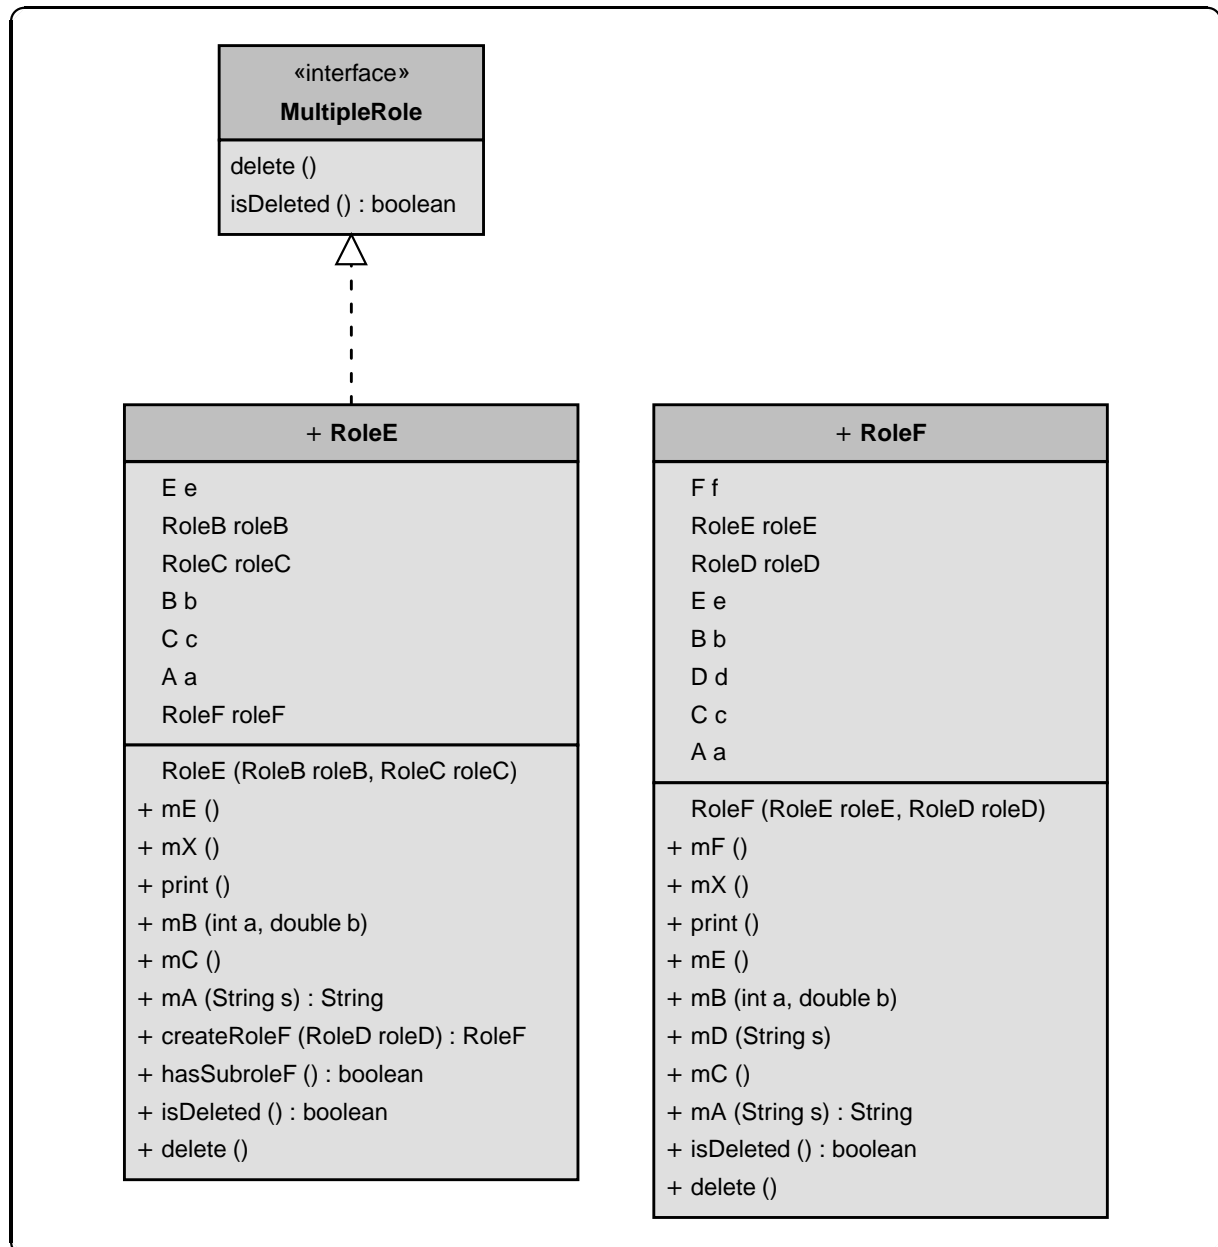 «interface»
MultipleRole
delete ()
isDeleted () : boolean
+ RoleE
E e
RoleB roleB
RoleC roleC
B b
C c
A a
RoleF roleF
RoleE (RoleB roleB, RoleC roleC)
+ mE ()
+ mX ()
+ print ()
+ mB (int a, double b)
+ mC ()
+ mA (String s) : String
+ createRoleF (RoleD roleD) : RoleF
+ hasSubroleF () : boolean
+ isDeleted () : boolean
+ delete ()
+ RoleF
F f
RoleE roleE
RoleD roleD
E e
B b
D d
C c
A a
RoleF (RoleE roleE, RoleD roleD)
+ mF ()
+ mX ()
+ print ()
+ mE ()
+ mB (int a, double b)
+ mD (String s)
+ mC ()
+ mA (String s) : String
+ isDeleted () : boolean
+ delete ()